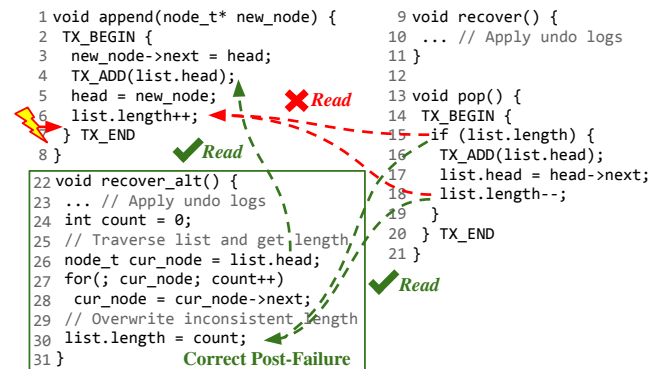 1 void append(node_t* new_node) {
2 TX_BEGIN {
3 new_node->next = head;
4 TX_ADD(list.head);
5 head = new_node;
6 list.length++;
7 } TX_END
8 }
Read
Read
9 void recover() {
10 ... // Apply undo logs
11 }
12
13 void pop() {
14 TX_BEGIN {
15 if (list.length) {
16 TX_ADD(list.head);
17 list.head = head->next;
18 list.length--;
19 }
20 } TX_END
21 }
Read
22 void recover_alt() {
23 ... // Apply undo logs
24 int count = 0;
25 // Traverse list and get length
26 node_t cur_node = list.head;
27 for(; cur_node; count++)
28 cur_node = cur_node->next;
29 // Overwrite inconsistent length
30 list.length = count;
31 }
Correct Post-Failure